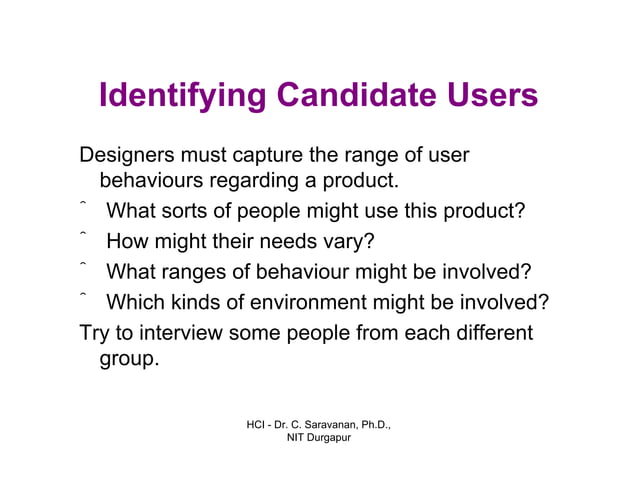 Identifying Candidate Users
Designers must capture the range of user
behaviours regarding a product.
⌢ What sorts of people might use this product?
⌢ How might their needs vary?
⌢ What ranges of behaviour might be involved?
⌢ Which kinds of environment might be involved?
Try to interview some people from each different
group.
HCI - Dr. C. Saravanan, Ph.D.,
NIT Durgapur